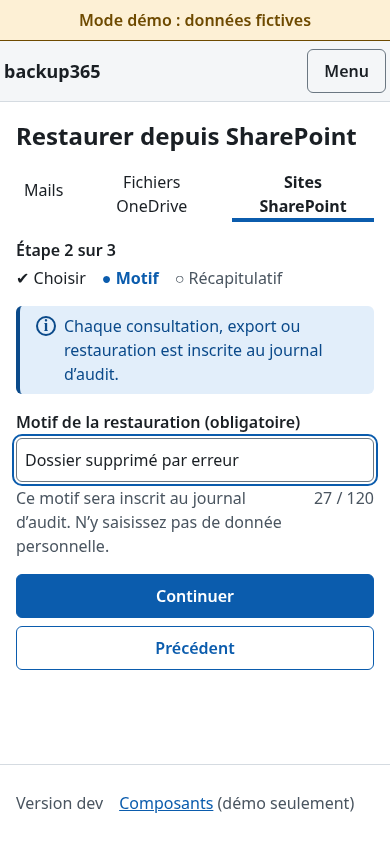 Mode démo : données fictives
backup365
Menu
Restaurer depuis SharePoint
Mails
Fichiers
OneDrive
Sites
SharePoint
Étape 2 sur 3
✔ Choisir ● Motif ○ Récapitulatif
Chaque consultation, export ou
restauration est inscrite au journal
d’audit.
Motif de la restauration (obligatoire)
Dossier supprimé par erreur
Ce motif sera inscrit au journal
d’audit. N’y saisissez pas de donnée
personnelle.
27 / 120
Continuer
Précédent
Version dev Composants (démo seulement)